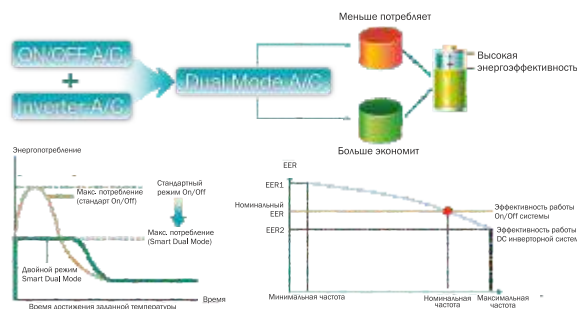 Меньше потребляет
ON/OFF A/C
+
Inverter A/C
Dual Mode A/C
Высокая
энергоэффективность
Больше экономит
Энергопотребление
Макс. потребление
(стандарт On/Off)
Стандартный
режим On/Off
Макс. потребление
(Smart Dual Mode)
Двойной режим
Smart Dual Mode
Время
Время достижения заданной температуры
EER
EER1
Номинальный
EER
EER2
Эффективность работы
On/Off системы
Эффективность работы
DC инверторной систем
Минимальная частота
Номинальная
частота
Максимальная
частота